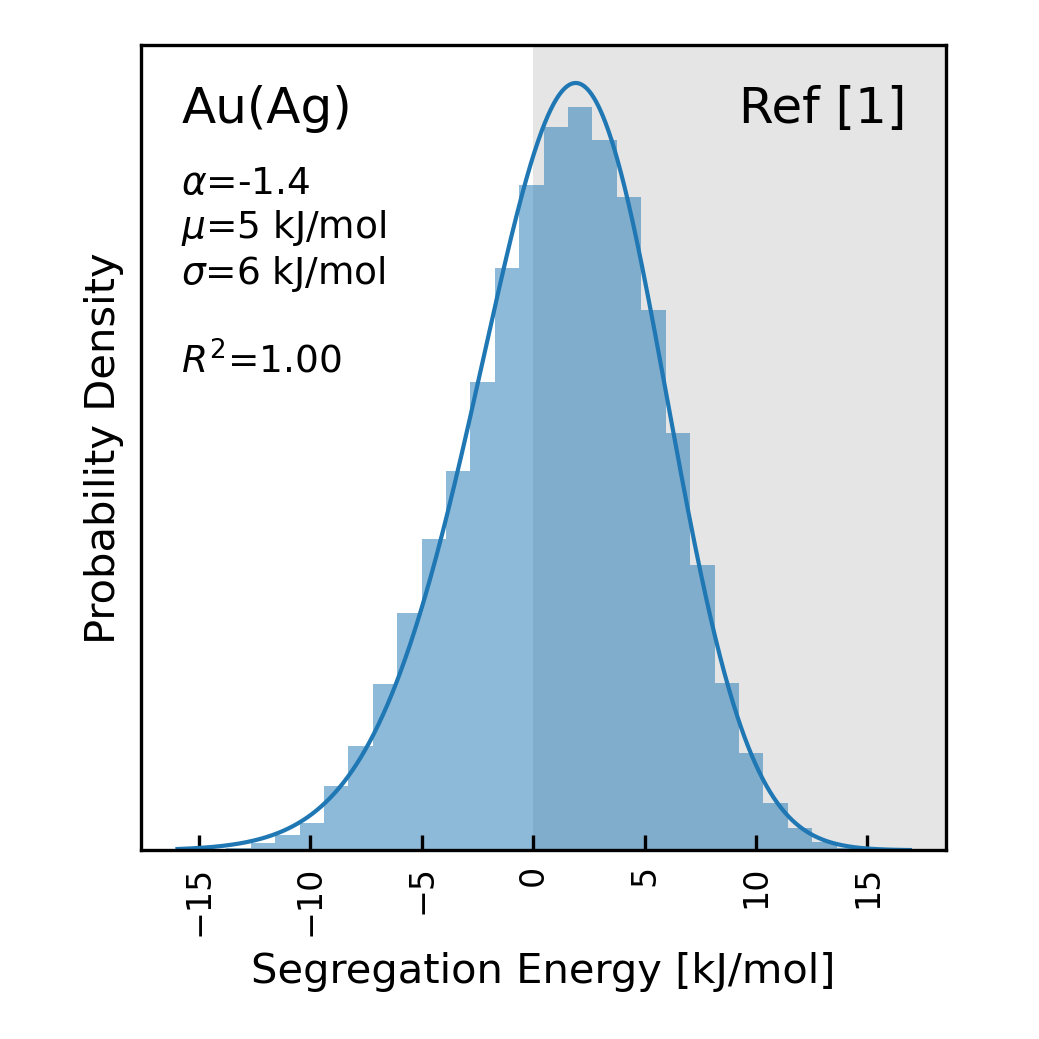 Au(Ag)
Ref [1]
α=-1.4
μ=5 kJ/mol
σ=6 kJ/mol
R²=1.00
Probability Density
−15
−10
−5
0
5
10
15
Segregation Energy [kJ/mol]